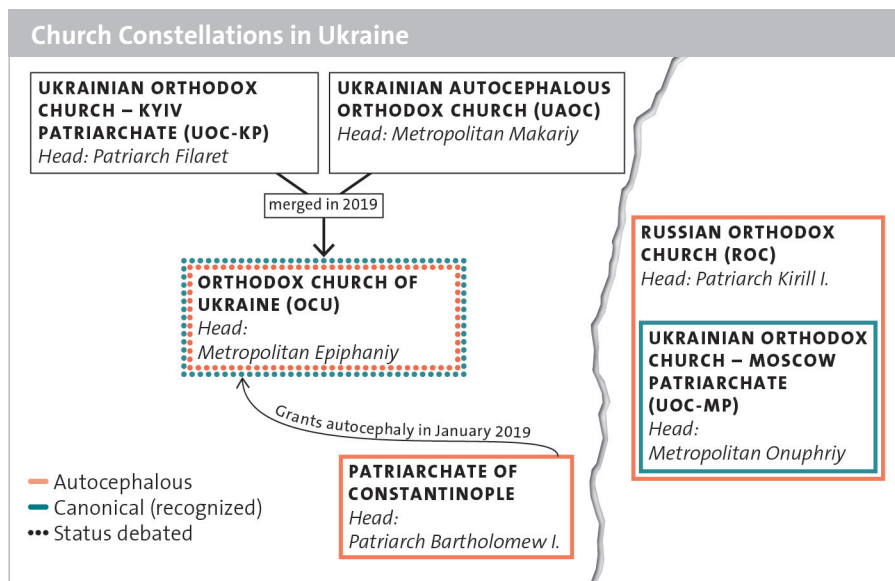 Church Constellations in Ukraine
UKRAINIAN ORTHODOX
CHURCH – KYIV
PATRIARCHATE (UOC-KP)
Head: Patriarch Filaret
UKRAINIAN AUTOCEPHALOUS
ORTHODOX CHURCH (UAOC)
Head: Metropolitan Makariy
merged in 2019
ORTHODOX CHURCH OF
UKRAINE (OCU)
Head:
Metropolitan Epiphaniy
Grants autocephaly in January 2019
PATRIARCHATE OF
CONSTANTINOPLE
Head:
Patriarch Bartholomew I.
RUSSIAN ORTHODOX
CHURCH (ROC)
Head: Patriarch Kirill I.
UKRAINIAN ORTHODOX
CHURCH – MOSCOW
PATRIARCHATE
(UOC-MP)
Head:
Metropolitan Onuphriy
Autocephalous
Canonical (recognized)
Status debated